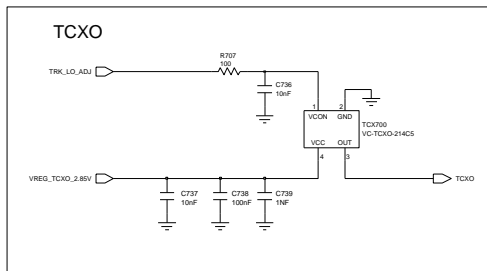 TCXO
R707
100
TRK_LO_ADJ
C736
10nF
1
2
VCON
GND
TCX700
VC-TCXO-214C5
VCC
OUT
4
3
VREG_TCXO_2.85V
TCXO
C737
10nF
C738
100nF
C739
1NF